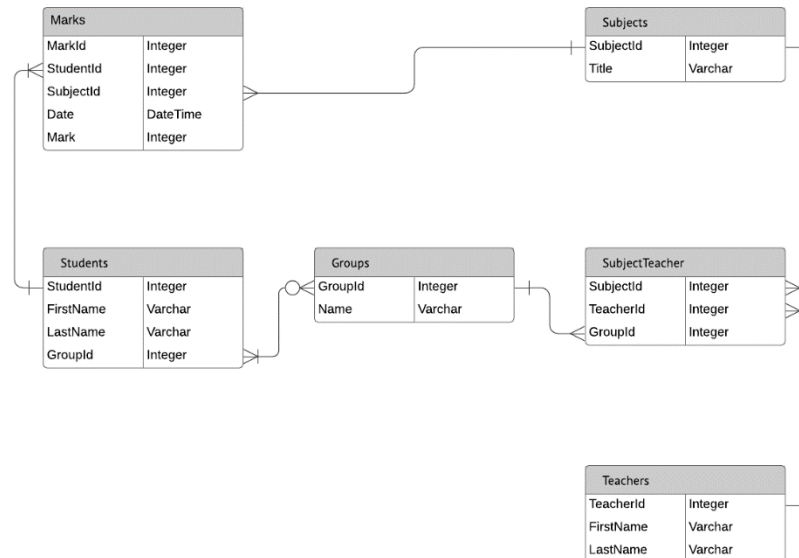 Marks
MarkId Integer
StudentId Integer
SubjectId Integer
Date DateTime
Mark Integer
Subjects
SubjectId Integer
Title Varchar
Students
StudentId Integer
FirstName Varchar
LastName Varchar
GroupId Integer
Groups
GroupId Integer
Name Varchar
SubjectTeacher
SubjectId Integer
TeacherId Integer
GroupId Integer
Teachers
TeacherId Integer
FirstName Varchar
LastName Varchar